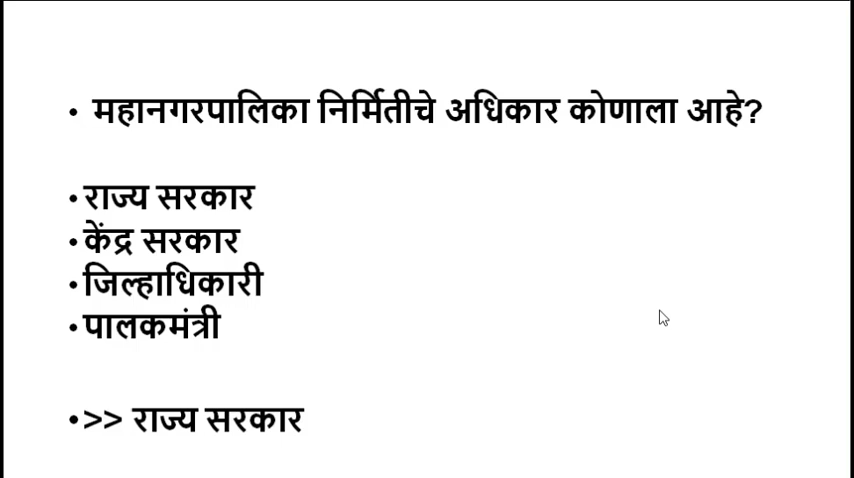 • महानगरपालिका निर्मितीचे अधिकार कोणाला आहे?
• राज्य सरकार
• केंद्र सरकार
• जिल्हाधिकारी
• पालकमंत्री
• >> राज्य सरकार